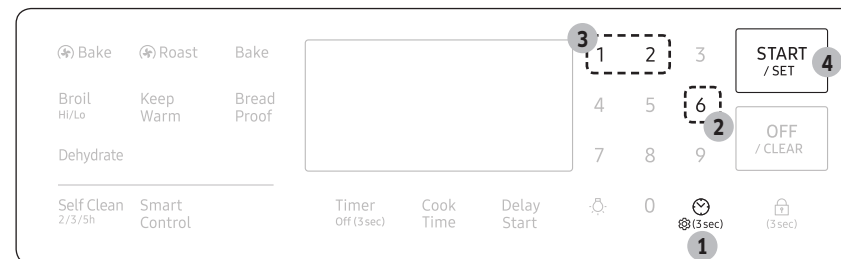 Bake Roast Bake
Broil Keep Bread
Hi/Lo Warm Proof
Dehydrate
Self Clean Smart
2/3/5h Control
Timer Cook Delay
Off (3 sec) Time Start
3
1 2 3
4 5 6
2
7 8 9
0
(3 sec)
1
START
/ SET
4
OFF
/ CLEAR
(3 sec)